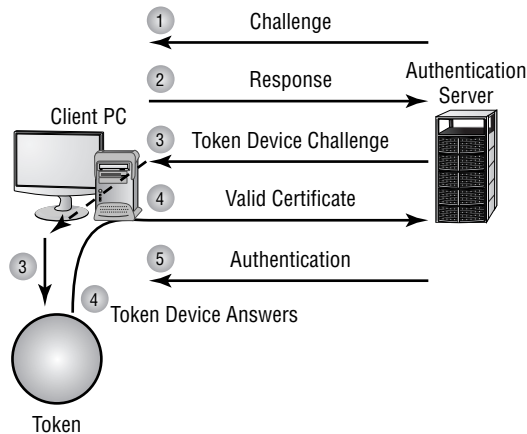 1 Challenge
2 Response
Authentication
Server
Client PC
3 Token Device Challenge
4 Valid Certificate
5 Authentication
3
4 Token Device Answers
Token